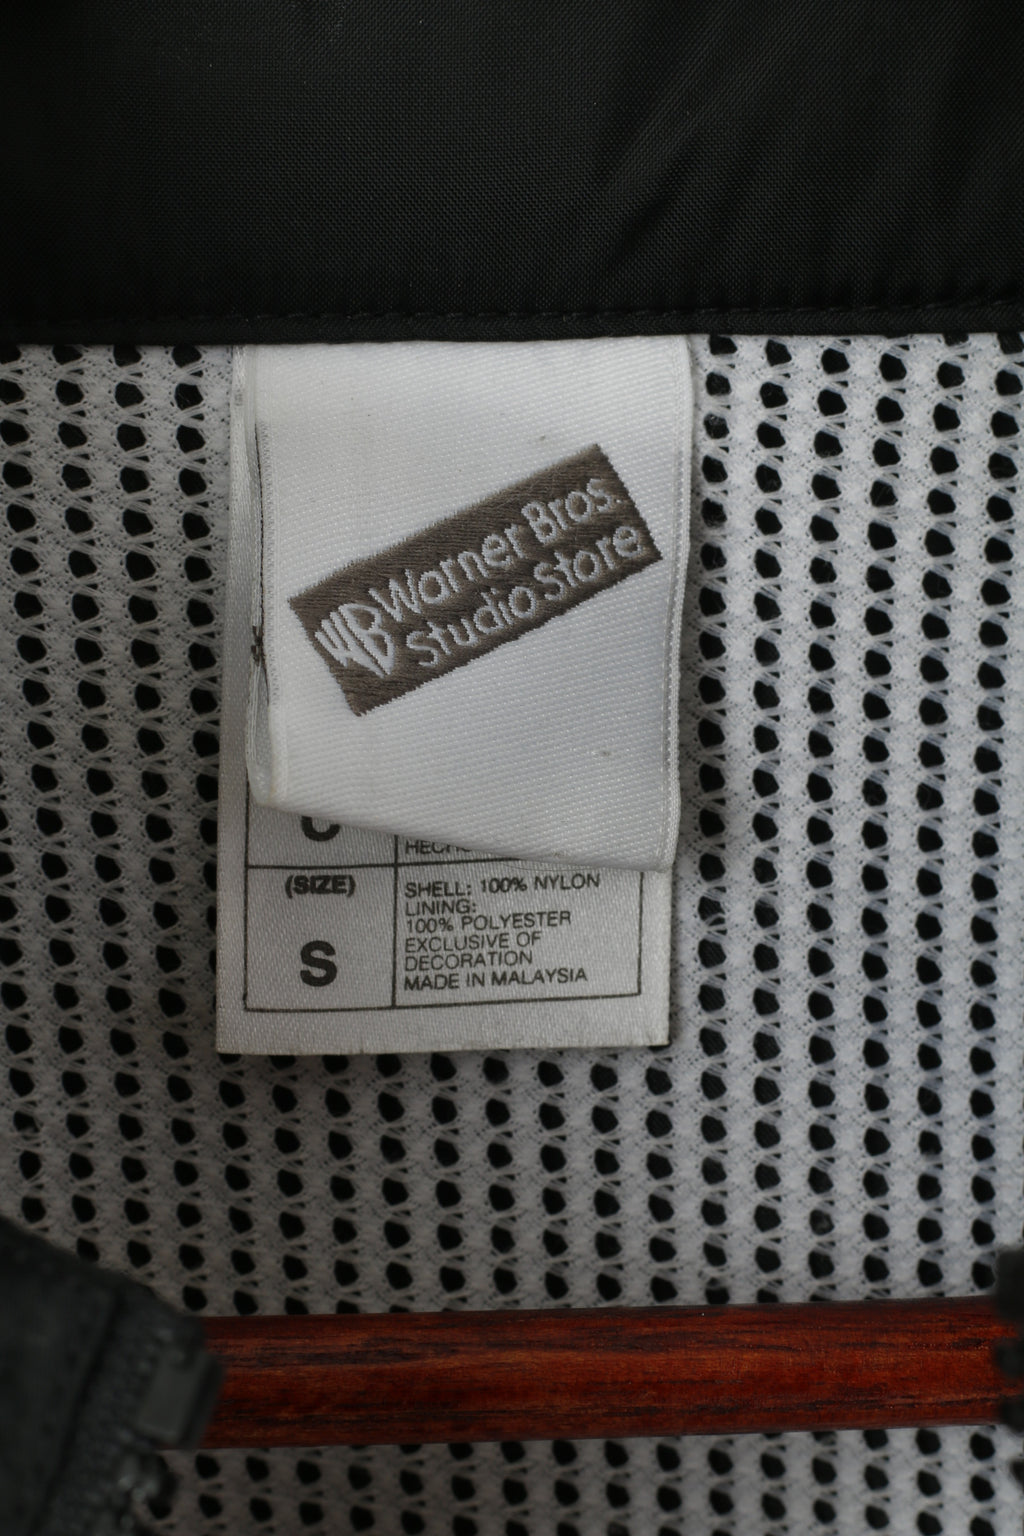 WB Warner Bros.
Studio Store
(SIZE)
S
SHELL: 100% NYLON
LINING:
100% POLYESTER
EXCLUSIVE OF
DECORATION
MADE IN MALAYSIA